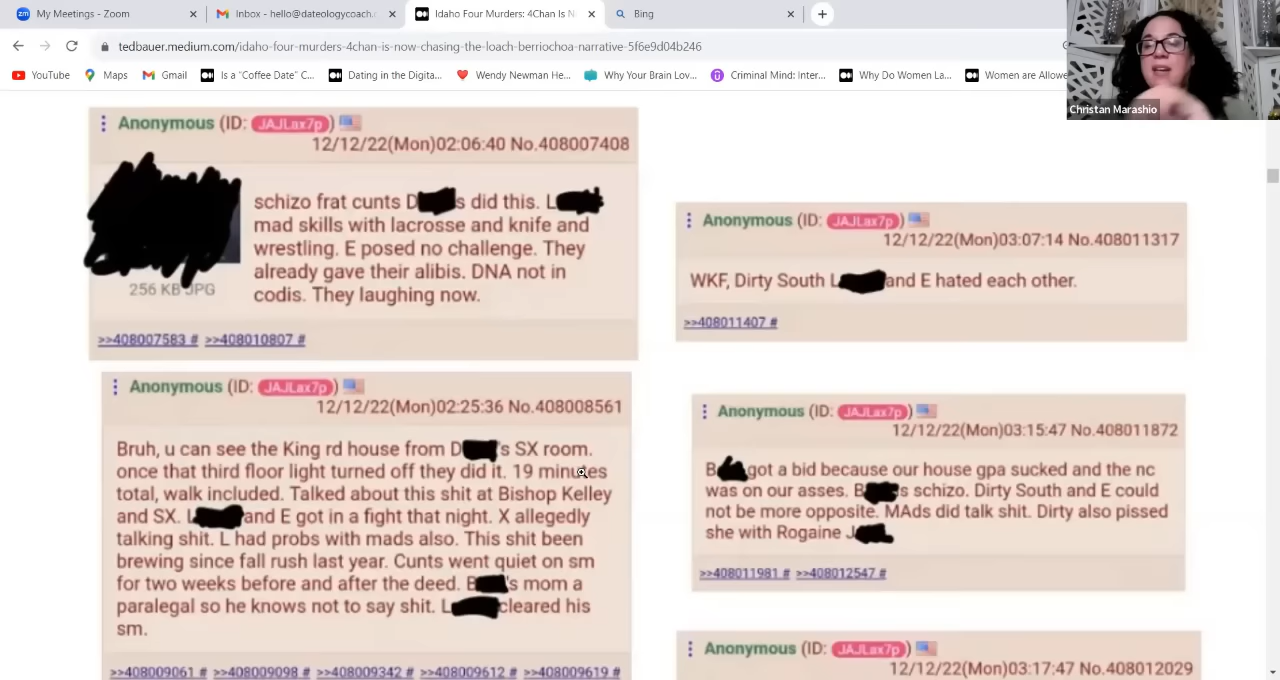 My Meetings - Zoom
Inbox - hello@dateologycoach.c
Idaho Four Murders: 4Chan Is N
Bing
tedbauer.medium.com/idaho-four-murders-4chan-is-now-chasing-the-loach-berriochoa-narrative-5f6e9d04b246
YouTube
Maps
Gmail
Is a "Coffee Date" C...
Dating in the Digita...
Wendy Newman He...
Why Your Brain Lov...
Criminal Mind: Inter...
Why Do Women La...
Women are Allowe
Christan Marashio
Anonymous (ID: JAJLax7p)
12/12/22(Mon)02:06:40 No.408007408
schizo frat cunts D s did this. L
mad skills with lacrosse and knife and
wrestling. E posed no challenge. They
already gave their alibis. DNA not in
codis. They laughing now.
256 KB JPG
>>408007583 # >>408010807 #
Anonymous (ID: JAJLax7p)
12/12/22(Mon)02:25:36 No.408008561
Bruh, u can see the King rd house from D 's SX room.
once that third floor light turned off they did it. 19 minutes
total, walk included. Talked about this shit at Bishop Kelley
and SX. L and E got in a fight that night. X allegedly
talking shit. L had probs with mads also. This shit been
brewing since fall rush last year. Cunts went quiet on sm
for two weeks before and after the deed. B 's mom a
paralegal so he knows not to say shit. L cleared his
sm.
>>408009061 # >>408009098 # >>408009342 # >>408009612 # >>408009619 #
Anonymous (ID: JAJLax7p)
12/12/22(Mon)03:07:14 No.408011317
WKF, Dirty South L and E hated each other.
>>408011407 #
Anonymous (ID: JAJLax7p)
12/12/22(Mon)03:15:47 No.408011872
B got a bid because our house gpa sucked and the nc
was on our asses. B s schizo. Dirty South and E could
not be more opposite. MAds did talk shit. Dirty also pissed
she with Rogaine J
>>408011981 # >>408012547 #
Anonymous (ID: JAJLax7p)
12/12/22(Mon)03:17:47 No.408012029